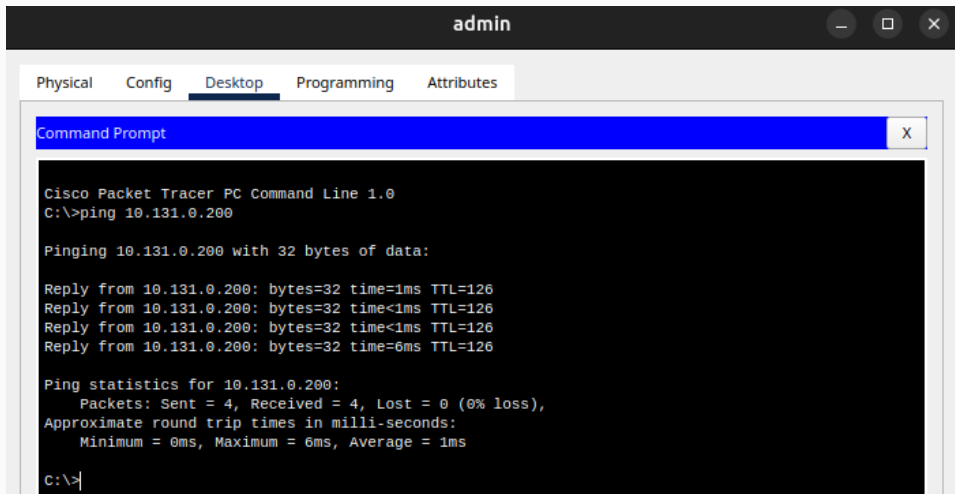 admin
Physical Config Desktop Programming Attributes
Command Prompt X
Cisco Packet Tracer PC Command Line 1.0
C:\>ping 10.131.0.200
Pinging 10.131.0.200 with 32 bytes of data:
Reply from 10.131.0.200: bytes=32 time=1ms TTL=126
Reply from 10.131.0.200: bytes=32 time<1ms TTL=126
Reply from 10.131.0.200: bytes=32 time<1ms TTL=126
Reply from 10.131.0.200: bytes=32 time=6ms TTL=126
Ping statistics for 10.131.0.200:
Packets: Sent = 4, Received = 4, Lost = 0 (0% loss),
Approximate round trip times in milli-seconds:
Minimum = 0ms, Maximum = 6ms, Average = 1ms
C:\>